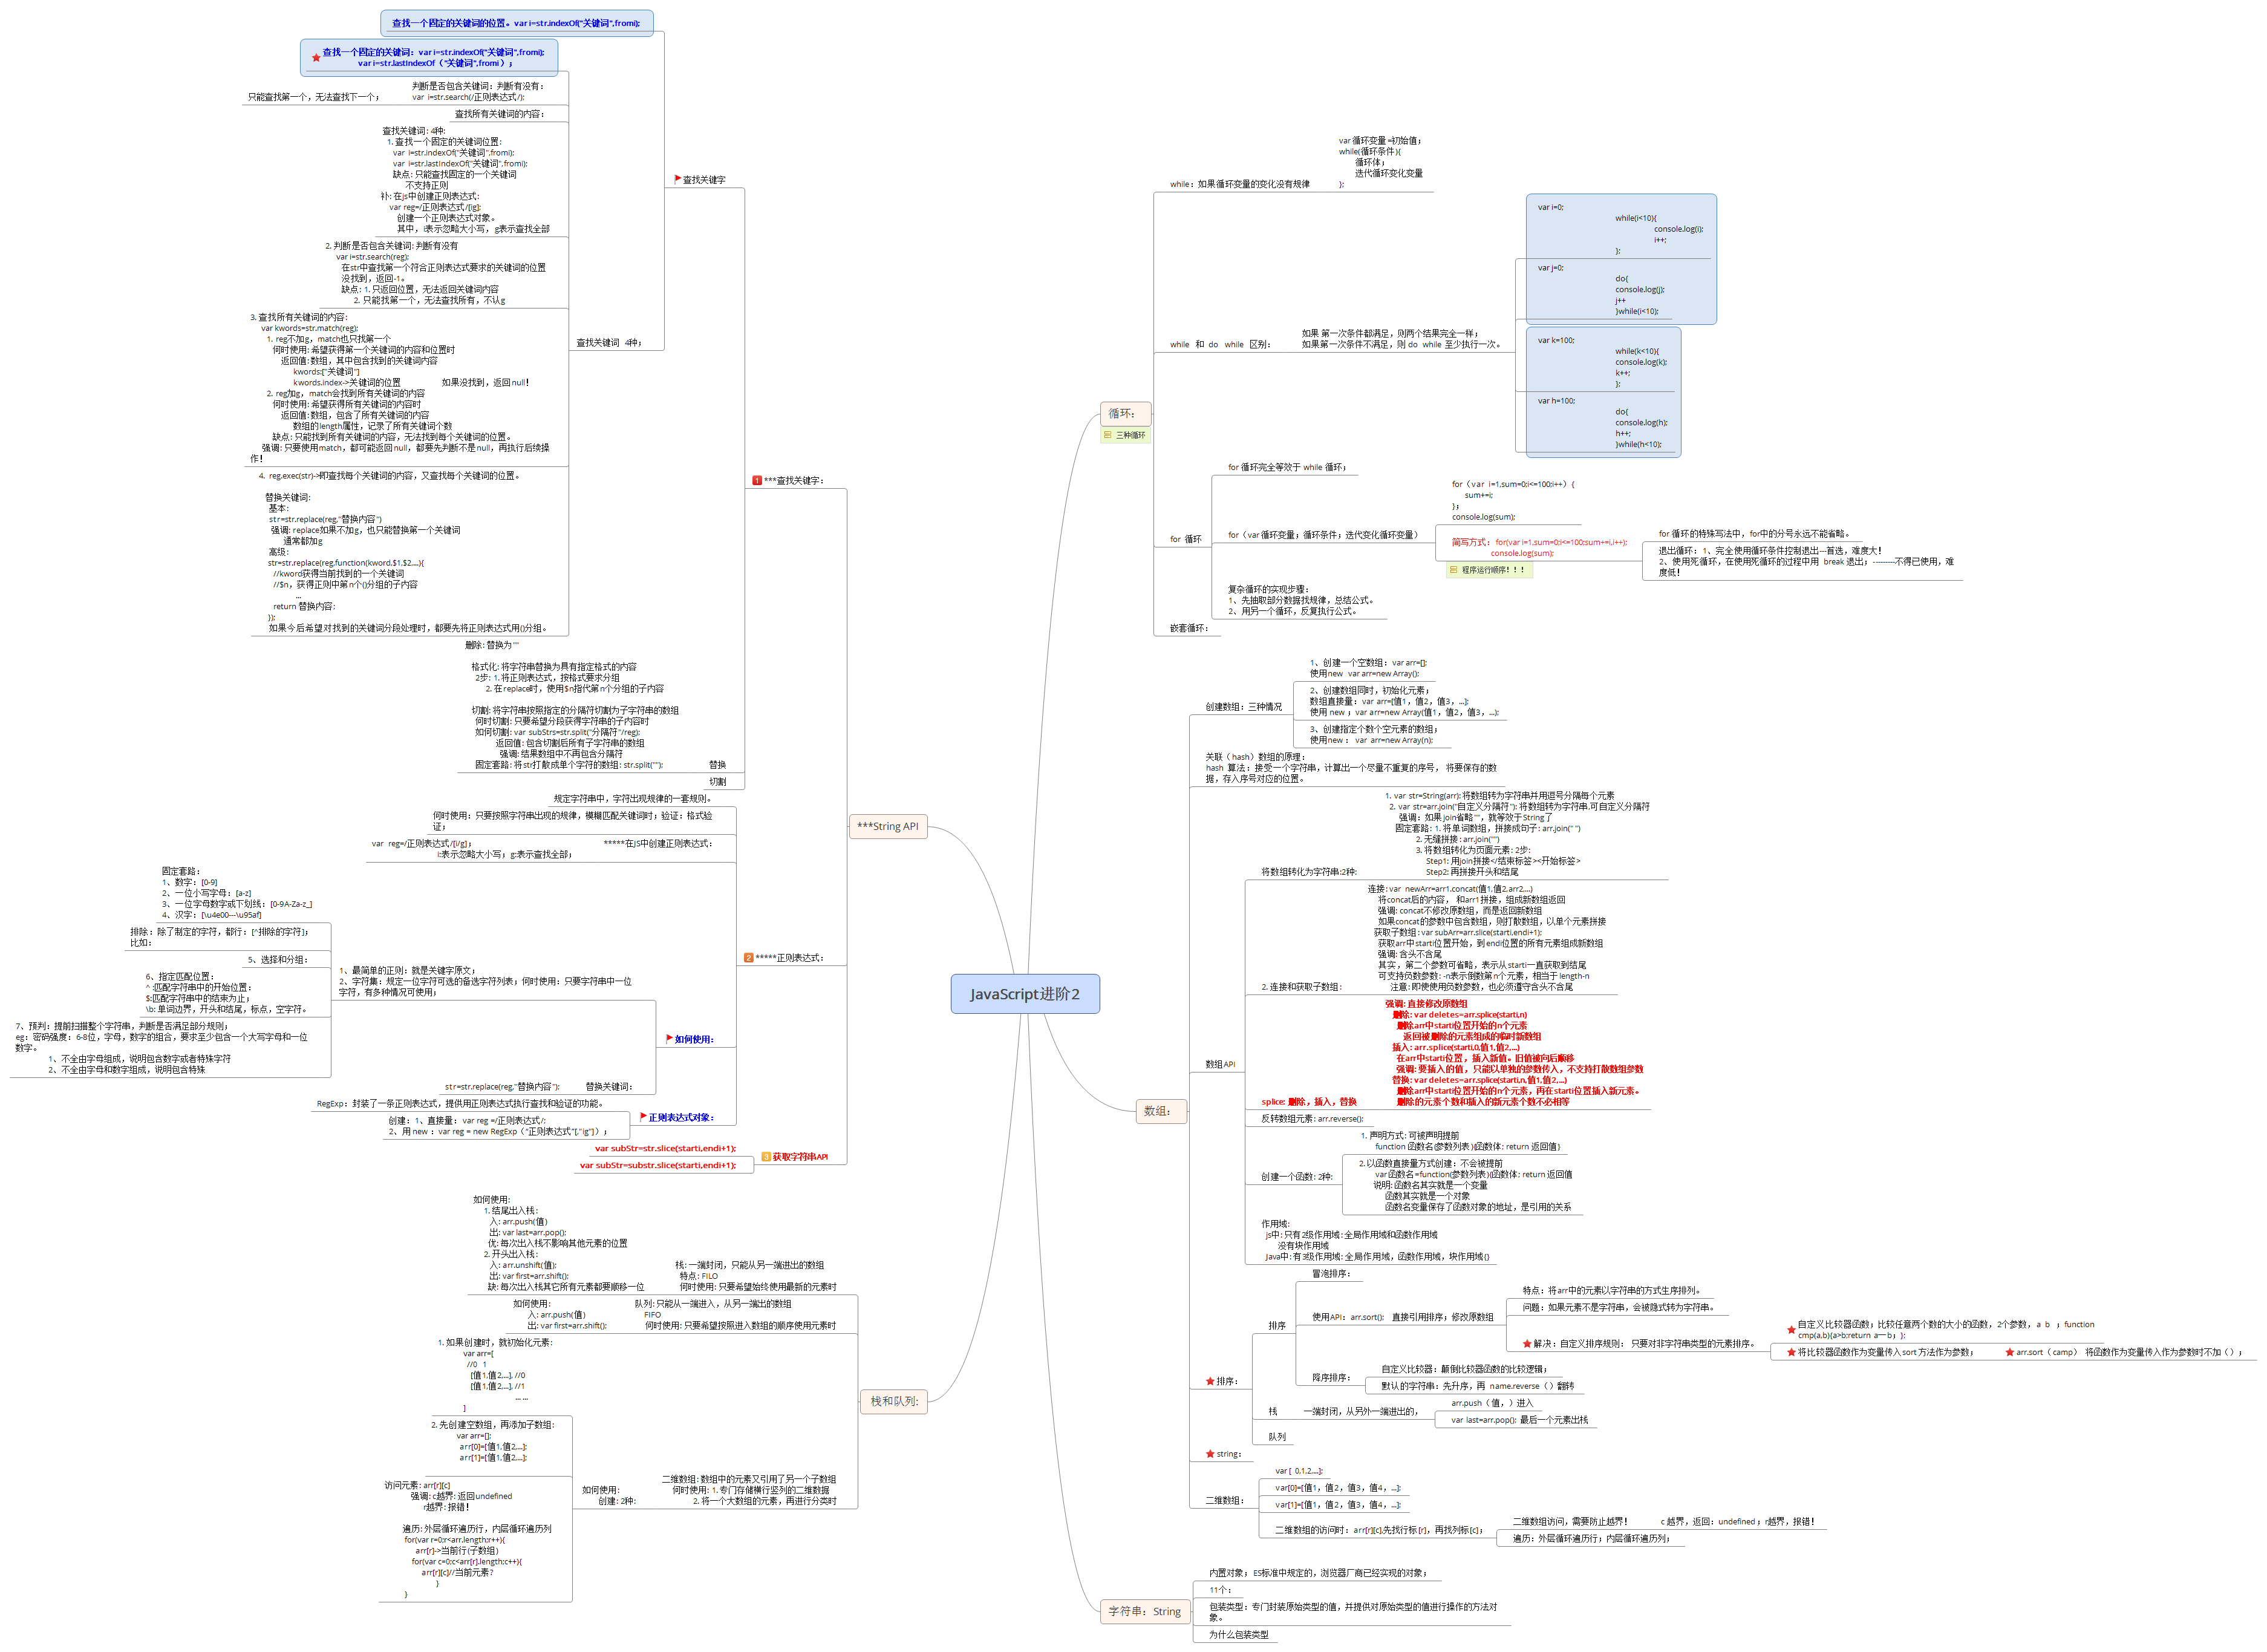 JavaScript进阶2
循环：
三种循环
while：如果循环变量的变化没有规律
var 循环变量=初始值；
while(循环条件){
循环体；
迭代循环变化变量
};
while 和 do while 区别：
如果 第一次条件都满足，则两个结果完全一样；
如果第一次条件不满足，则 do while 至少执行一次。
var i=0;
while(i<10){
console.log(i);
i++;
};
var j=0;
do{
console.log(j);
j++
}while(i<10);
var k=100;
while(k<10){
console.log(k);
k++;
};
var h=100;
do{
console.log(h);
h++;
}while(h<10);
for 循环
for 循环完全等效于 while 循环；
for（var 循环变量；循环条件；迭代变化循环变量）
for（var i=1,sum=0;i<=100;i++）{
sum+=i;
};
console.log(sum);
简写方式；for(var i=1,sum=0;i<=100;sum+=i,i++);
console.log(sum);
程序运行顺序！！！
for 循环的特殊写法中，for中的分号永远不能省略。
退出循环：1、完全使用循环条件控制退出---首选，难度大！
2、使用死循环，在使用死循环的过程中用 break 退出；---------不得已使用，难
度低！
复杂循环的实现步骤：
1、先抽取部分数据找规律，总结公式。
2、用另一个循环，反复执行公式。
嵌套循环：
数组：
创建数组：三种情况
1、创建一个空数组：var arr=[];
使用new var arr=new Array();
2、创建数组同时，初始化元素；
数组直接量：var arr=[值1，值2，值3，...];
使用 new ；var arr=new Array(值1，值2，值3，...);
3、创建指定个数个空元素的数组；
使用new ： var arr=new Array(n);
关联（hash）数组的原理：
hash 算法：接受一个字符串，计算出一个尽量不重复的序号， 将要保存的数
据，存入序号对应的位置。
数组API
将数组转化为字符串:2种:
1. var str=String(arr): 将数组转为字符串并用逗号分隔每个元素
2. var str=arr.join("自定义分隔符"): 将数组转为字符串,可自定义分隔符
强调：如果join省略""，就等效于String了
固定套路: 1. 将单词数组，拼接成句子: arr.join(" ")
2. 无缝拼接: arr.join("")
3. 将数组转化为页面元素: 2步:
Step1: 用join拼接</结束标签><开始标签>
Step2: 再拼接开头和结尾
2. 连接和获取子数组:
连接: var newArr=arr1.concat(值1,值2,arr2,...)
将concat后的内容， 和arr1拼接，组成新数组返回
强调: concat不修改原数组，而是返回新数组
如果concat的参数中包含数组，则打散数组，以单个元素拼接
获取子数组: var subArr=arr.slice(starti,endi+1);
获取arr中starti位置开始，到endi位置的所有元素组成新数组
强调: 含头不含尾
其实，第二个参数可省略，表示从starti一直获取到结尾
可支持负数参数: -n表示倒数第n个元素，相当于length-n
注意: 即使使用负数参数，也必须遵守含头不含尾
splice: 删除，插入，替换
强调: 直接修改原数组
删除: var deletes=arr.splice(starti,n)
删除arr中starti位置开始的n个元素
返回被删除的元素组成的临时新数组
插入: arr.splice(starti,0,值1,值2,...)
在arr中starti位置，插入新值。旧值被向后顺移
强调: 要插入的值，只能以单独的参数传入，不支持打散数组参数
替换: var deletes=arr.splice(starti,n,值1,值2,...)
删除arr中starti位置开始的n个元素，再在starti位置插入新元素。
删除的元素个数和插入的新元素个数不必相等
反转数组元素: arr.reverse();
创建一个函数: 2种:
1. 声明方式: 可被声明提前
function 函数名(参数列表){函数体: return 返回值}
2. 以函数直接量方式创建：不会被提前
var 函数名=function(参数列表){函数体: return 返回值
说明: 函数名其实就是一个变量
函数其实就是一个对象
函数名变量保存了函数对象的地址，是引用的关系
作用域:
js中: 只有2级作用域: 全局作用域和函数作用域
没有块作用域
Java中: 有3级作用域: 全局作用域，函数作用域，块作用域{}
排序：
排序
冒泡排序：
使用API：arr.sort(); 直接引用排序；修改原数组
特点：将arr中的元素以字符串的方式生序排列。
问题：如果元素不是字符串，会被隐式转为字符串。
解决：自定义排序规则： 只要对非字符串类型的元素排序。
自定义比较器函数；比较任意两个数的大小的函数，2个参数，a b ；function
cmp(a,b){a>b;return a一b；};
将比较器函数作为变量传入sort 方法作为参数；
arr.sort（camp） 将函数作为变量传入作为参数时不加（）；
降序排序：
自定义比较器：颠倒比较器函数的比较逻辑；
默认的字符串：先升序，再 name.reverse（）翻转
栈
一端封闭，从另外一端进出的，
arr.push（值，）进入
var last=arr.pop(); 最后一个元素出栈
队列
string：
二维数组：
var [ 0,1,2,...];
var[0]=[值1，值2，值3，值4，...];
var[1]=[值1，值2，值3，值4，...];
二维数组的访问时：arr[r][c],先找行标[r]，再找列标[c]；
二维数组访问，需要防止越界！
c 越界，返回：undefined；r越界，报错！
遍历：外层循环遍历行；内层循环遍历列；
字符串：String
内置对象；ES标准中规定的，浏览器厂商已经实现的对象；
11个：
包装类型：专门封装原始类型的值，并提供对原始类型的值进行操作的方法对
象。
为什么包装类型
***String API
***查找关键字：
查找关键字
查找一个固定的关键词的位置。var i=str.indexOf("关键词",fromi);
查找关键词 4种；
查找一个固定的关键词：var i=str.indexOf("关键词",fromi);
var i=str.lastIndexOf（"关键词",fromi）；
判断是否包含关键词：判断有没有：
var i=str.search(/正则表达式/);
只能查找第一个，无法查找下一个；
查找所有关键词的内容：
查找关键词: 4种:
1. 查找一个固定的关键词位置:
var i=str.indexOf("关键词",fromi);
var i=str.lastIndexOf("关键词",fromi);
缺点: 只能查找固定的一个关键词
不支持正则
补: 在js中创建正则表达式:
var reg=/正则表达式/[ig];
创建一个正则表达式对象。
其中，i表示忽略大小写，g表示查找全部
2. 判断是否包含关键词: 判断有没有
var i=str.search(reg);
在str中查找第一个符合正则表达式要求的关键词的位置
没找到，返回-1。
缺点: 1. 只返回位置，无法返回关键词内容
2. 只能找第一个，无法查找所有，不认g
3. 查找所有关键词的内容:
var kwords=str.match(reg);
1. reg不加g，match也只找第一个
何时使用: 希望获得第一个关键词的内容和位置时
返回值: 数组，其中包含找到的关键词内容
kwords:["关键词"]
kwords.index->关键词的位置 如果没找到，返回null！
2. reg加g，match会找到所有关键词的内容
何时使用: 希望获得所有关键词的内容时
返回值: 数组，包含了所有关键词的内容
数组的length属性，记录了所有关键词个数
缺点: 只能找到所有关键词的内容，无法找到每个关键词的位置。
强调: 只要使用match，都可能返回null，都要先判断不是null，再执行后续操
作！
4. reg.exec(str)->即查找每个关键词的内容，又查找每个关键词的位置。
替换关键词:
基本:
str=str.replace(reg,"替换内容")
强调: replace如果不加g，也只能替换第一个关键词
通常都加g
高级:
str=str.replace(reg,function(kword,$1,$2,...){
//kword获得当前找到的一个关键词
//$n，获得正则中第n个()分组的子内容
...
return 替换内容;
});
如果今后希望对找到的关键词分段处理时，都要先将正则表达式用()分组。
替换
删除: 替换为""
格式化: 将字符串替换为具有指定格式的内容
2步: 1. 将正则表达式，按格式要求分组
2. 在replace时，使用$n指代第n个分组的子内容
切割: 将字符串按照指定的分隔符切割为子字符串的数组
何时切割: 只要希望分段获得字符串的子内容时
如何切割: var subStrs=str.split("分隔符"/reg);
返回值: 包含切割后所有子字符串的数组
强调: 结果数组中不再包含分隔符
固定套路: 将str打散成单个字符的数组: str.split("");
切割
*****正则表达式：
规定字符串中，字符出现规律的一套规则。
何时使用：只要按照字符串出现的规律，模糊匹配关键词时；验证：格式验
证；
*****在JS中创建正则表达式：
var reg=/正则表达式/[i/g]；
i:表示忽略大小写；g:表示查找全部；
如何使用：
1、最简单的正则：就是关键字原文；
2、字符集：规定一位字符可选的备选字符列表；何时使用：只要字符串中一位
字符，有多种情况可使用；
固定套路：
1、数字：[0-9]
2、一位小写字母：[a-z]
3、一位字母数字或下划线：[0-9A-Za-z_]
4、汉字：[\u4e00---\u95af]
排除：除了制定的字符，都行：[^排除的字符]；
比如：
5、选择和分组：
6、指定匹配位置：
^ :匹配字符串中的开始位置：
$:匹配字符串中的结束为止；
\b: 单词边界，开头和结尾，标点，空字符。
7、预判：提前扫描整个字符串，判断是否满足部分规则；
eg：密码强度：6-8位，字母，数字的组合，要求至少包含一个大写字母和一位
数字。
1、不全由字母组成，说明包含数字或者特殊字符
2、不全由字母和数字组成，说明包含特殊
替换关键词：
str=str.replace(reg,"替换内容");
正则表达式对象：
RegExp：封装了一条正则表达式，提供用正则表达式执行查找和验证的功能。
创建：1、直接量：var reg =/正则表达式/;
2、用 new ：var reg = new RegExp（"正则表达式"[,"ig"]）；
获取字符串API
var subStr=str.slice(starti,endi+1);
var subStr=substr.slice(starti,endi+1);
栈和队列:
栈: 一端封闭，只能从另一端进出的数组
特点: FILO
何时使用: 只要希望始终使用最新的元素时
如何使用:
1. 结尾出入栈:
入: arr.push(值)
出: var last=arr.pop();
优: 每次出入栈不影响其他元素的位置
2. 开头出入栈:
入: arr.unshift(值);
出: var first=arr.shift();
缺: 每次出入栈其它所有元素都要顺移一位
队列: 只能从一端进入，从另一端出的数组
FIFO
何时使用: 只要希望按照进入数组的顺序使用元素时
如何使用:
入: arr.push(值)
出: var first=arr.shift();
二维数组: 数组中的元素又引用了另一个子数组
何时使用: 1. 专门存储横行竖列的二维数据
2. 将一个大数组的元素，再进行分类时
如何使用:
创建: 2种:
1. 如果创建时，就初始化元素:
var arr=[
//0 1
[值1,值2,...], //0
[值1,值2,...], //1
... ...
]
2. 先创建空数组，再添加子数组:
var arr=[];
arr[0]=[值1,值2,...];
arr[1]=[值1,值2,...];
访问元素: arr[r][c]
强调: c越界: 返回undefined
r越界: 报错！
遍历: 外层循环遍历行，内层循环遍历列
for(var r=0;r<arr.length;r++){
arr[r]->当前行(子数组)
for(var c=0;c<arr[r].length;c++){
arr[r][c]//当前元素?
}
}